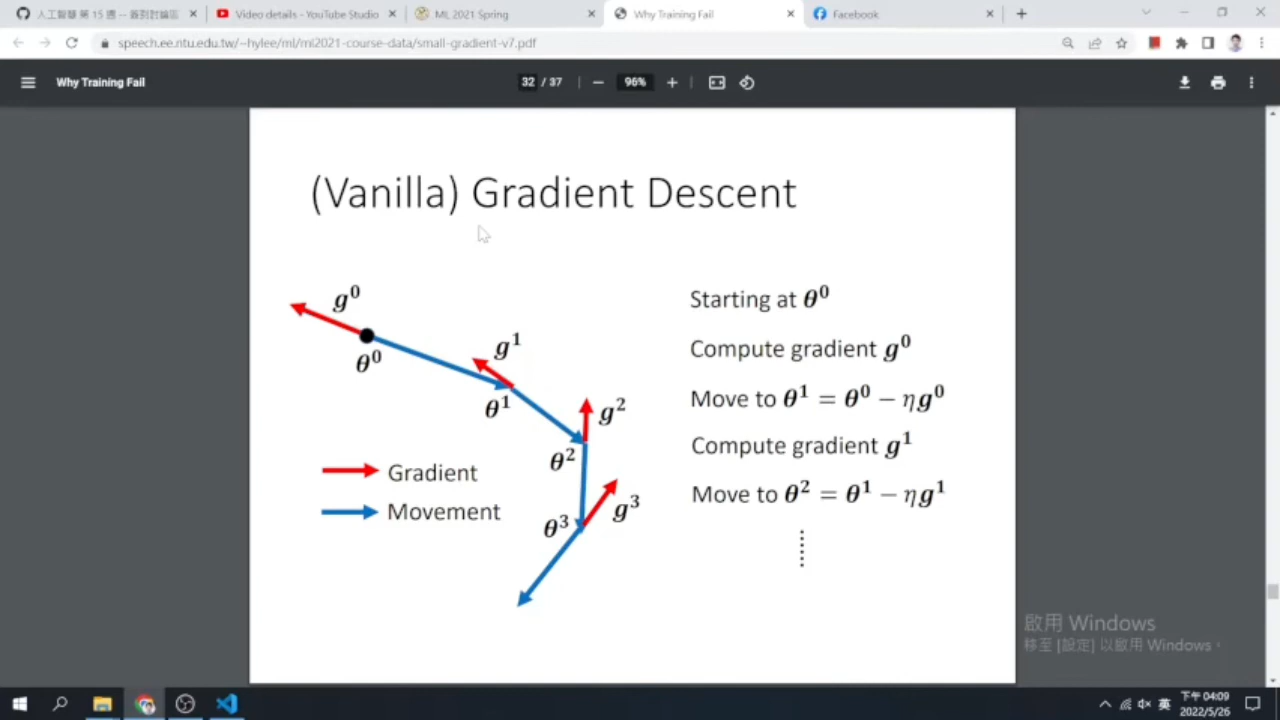 人工智慧 第 15 週 -- 簽到討論區
Video details - YouTube Studio
ML 2021 Spring
Why Training Fail
Facebook
speech.ee.ntu.edu.tw/~hylee/ml/ml2021-course-data/small-gradient-v7.pdf
Why Training Fail
32 / 37
96%
(Vanilla) Gradient Descent
g⁰
θ⁰
g¹
θ¹
g²
θ²
g³
θ³
Gradient
Movement
Starting at θ⁰
Compute gradient g⁰
Move to θ¹ = θ⁰ − ηg⁰
Compute gradient g¹
Move to θ² = θ¹ − ηg¹
啟用 Windows
移至 [設定] 以啟用 Windows。
英
下午 04:09
2022/5/26